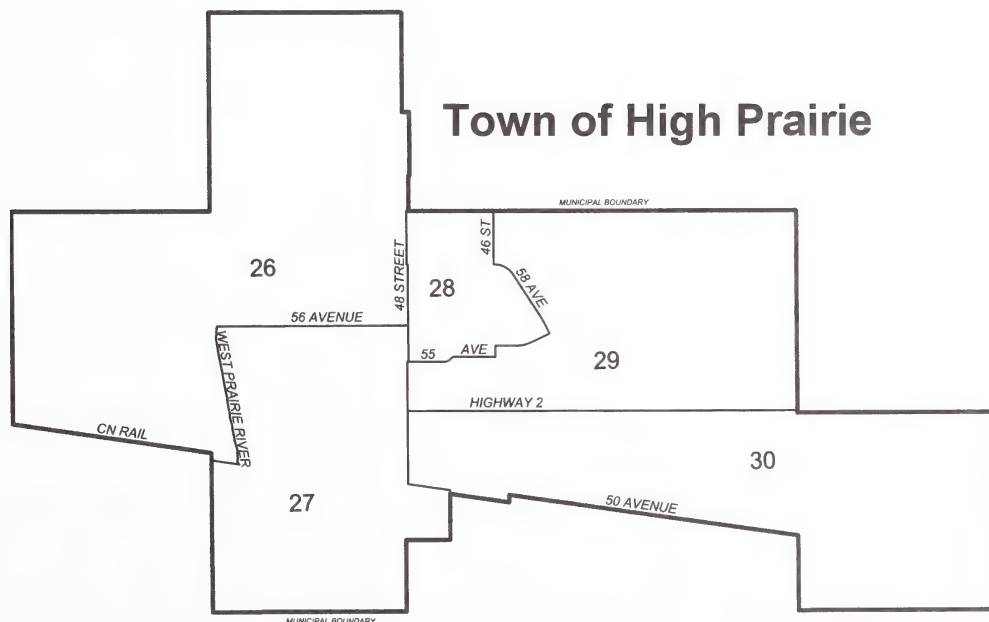 Town of High Prairie
MUNICIPAL BOUNDARY
46 ST
48 STREET
58 AVE
26
28
56 AVENUE
55 AVE
29
WEST PRAIRIE RIVER
HIGHWAY 2
CN RAIL
30
27
50 AVENUE
MUNICIPAL BOUNDARY